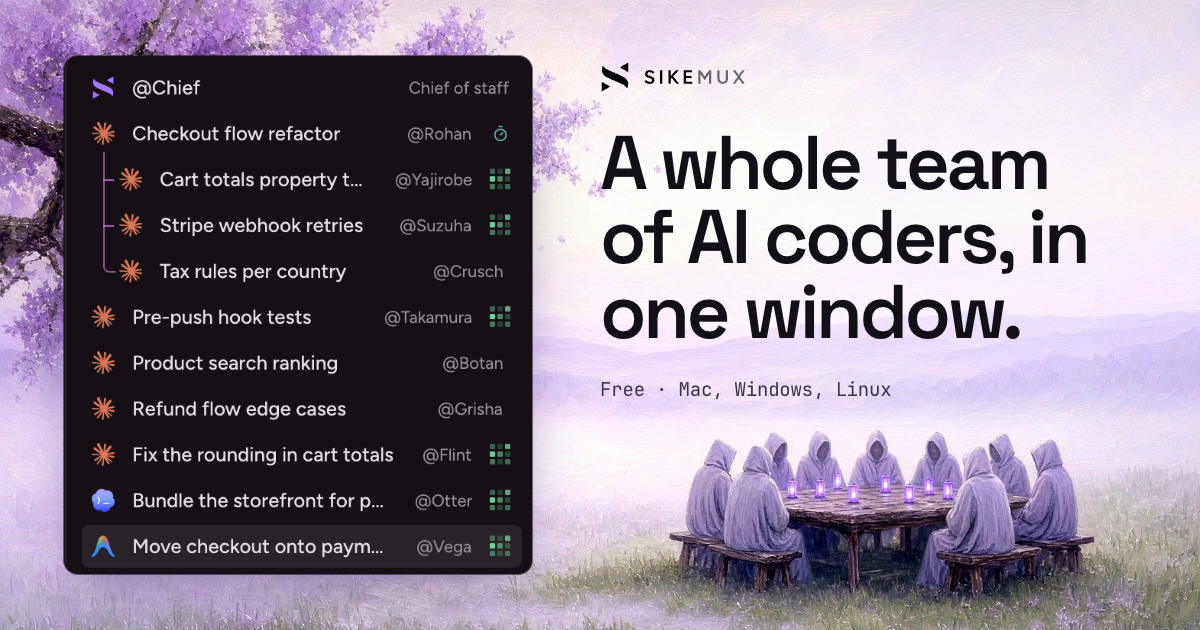 @Chief Chief of staff
Checkout flow refactor @Rohan
Cart totals property t... @Yajirobe
Stripe webhook retries @Suzuha
Tax rules per country @Crusch
Pre-push hook tests @Takamura
Product search ranking @Botan
Refund flow edge cases @Grisha
Fix the rounding in cart totals @Flint
Bundle the storefront for p... @Otter
Move checkout onto paym... @Vega
SIKEMUX
A whole team
of AI coders, in
one window.
Free · Mac, Windows, Linux